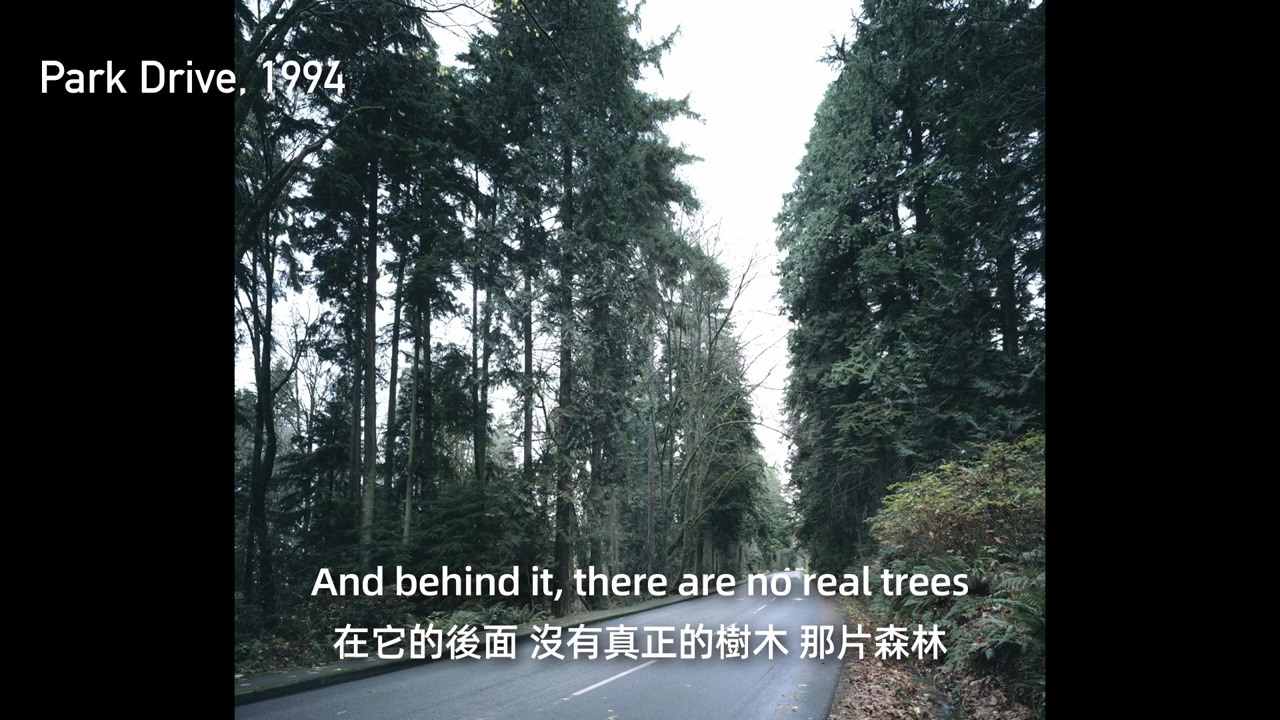 Park Drive, 1994
And behind it, there are no real trees
在它的後面 沒有真正的樹木 那片森林